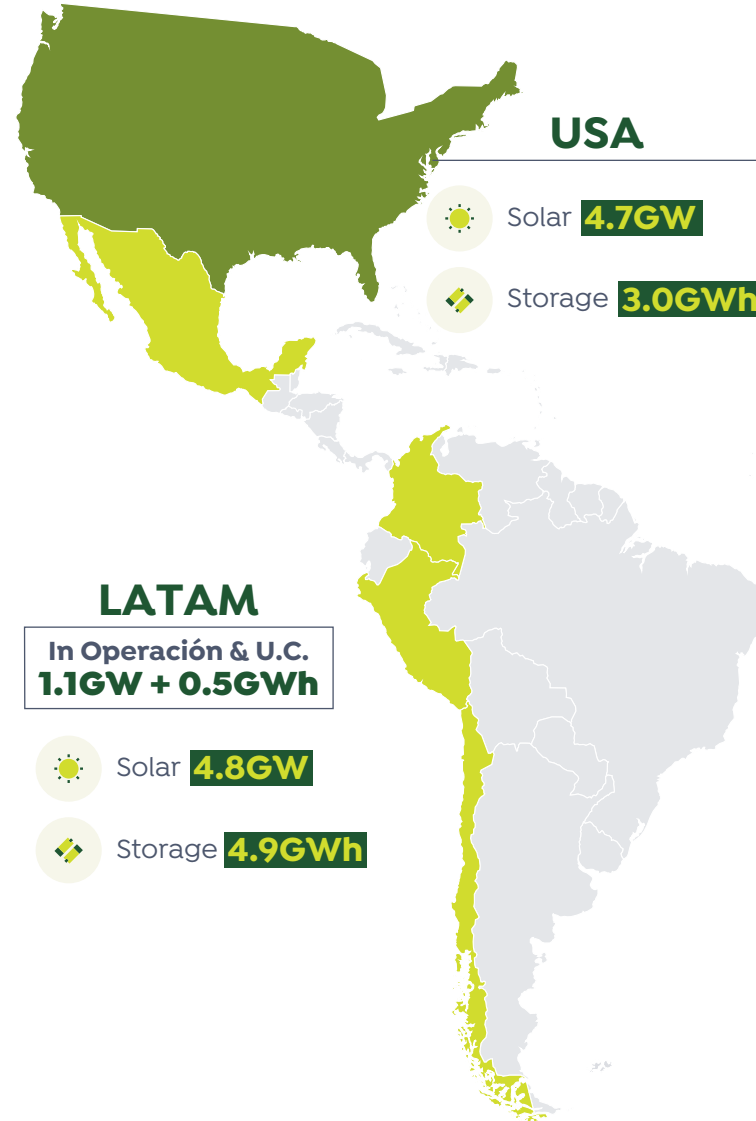 USA
Solar 4.7GW
Storage 3.0GWh
LATAM
In Operación & U.C.
1.1GW + 0.5GWh
Solar 4.8GW
Storage 4.9GWh